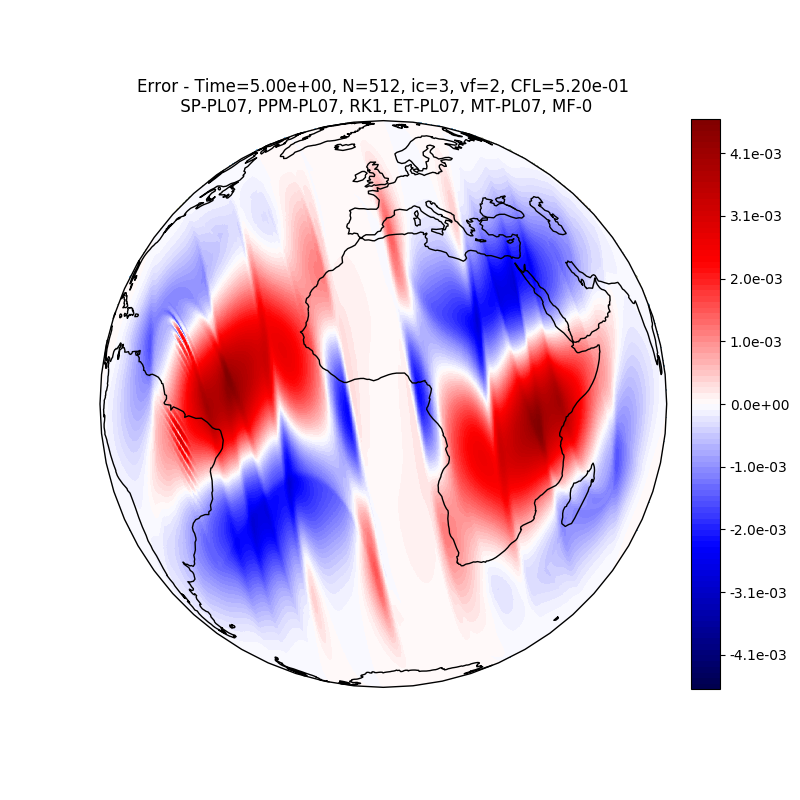 Error - Time=5.00e+00, N=512, ic=3, vf=2, CFL=5.20e-01
SP-PL07, PPM-PL07, RK1, ET-PL07, MT-PL07, MF-0
4.1e-03
3.1e-03
2.0e-03
1.0e-03
0.0e+00
-1.0e-03
-2.0e-03
-3.1e-03
-4.1e-03